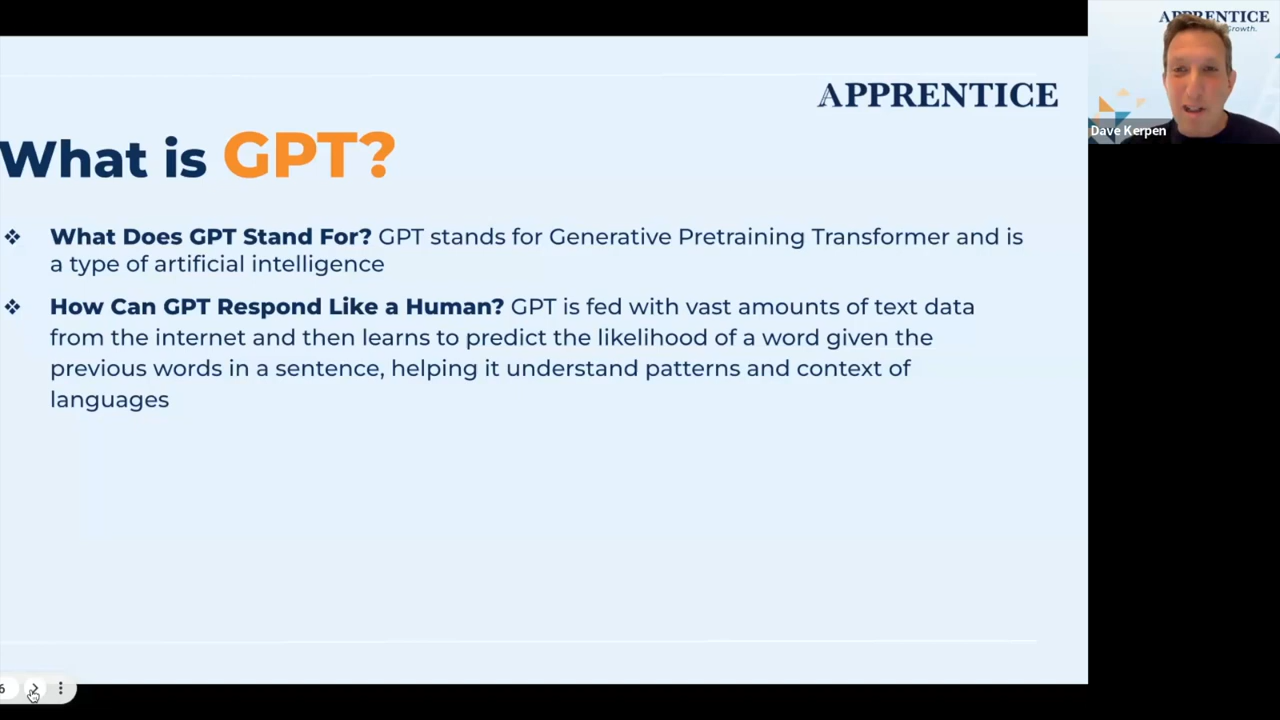 APPRENTICE
What is GPT?
❖ What Does GPT Stand For? GPT stands for Generative Pretraining Transformer and is
a type of artificial intelligence
❖ How Can GPT Respond Like a Human? GPT is fed with vast amounts of text data
from the internet and then learns to predict the likelihood of a word given the
previous words in a sentence, helping it understand patterns and context of
languages
6
APPRENTICE
Growth.
Dave Kerpen